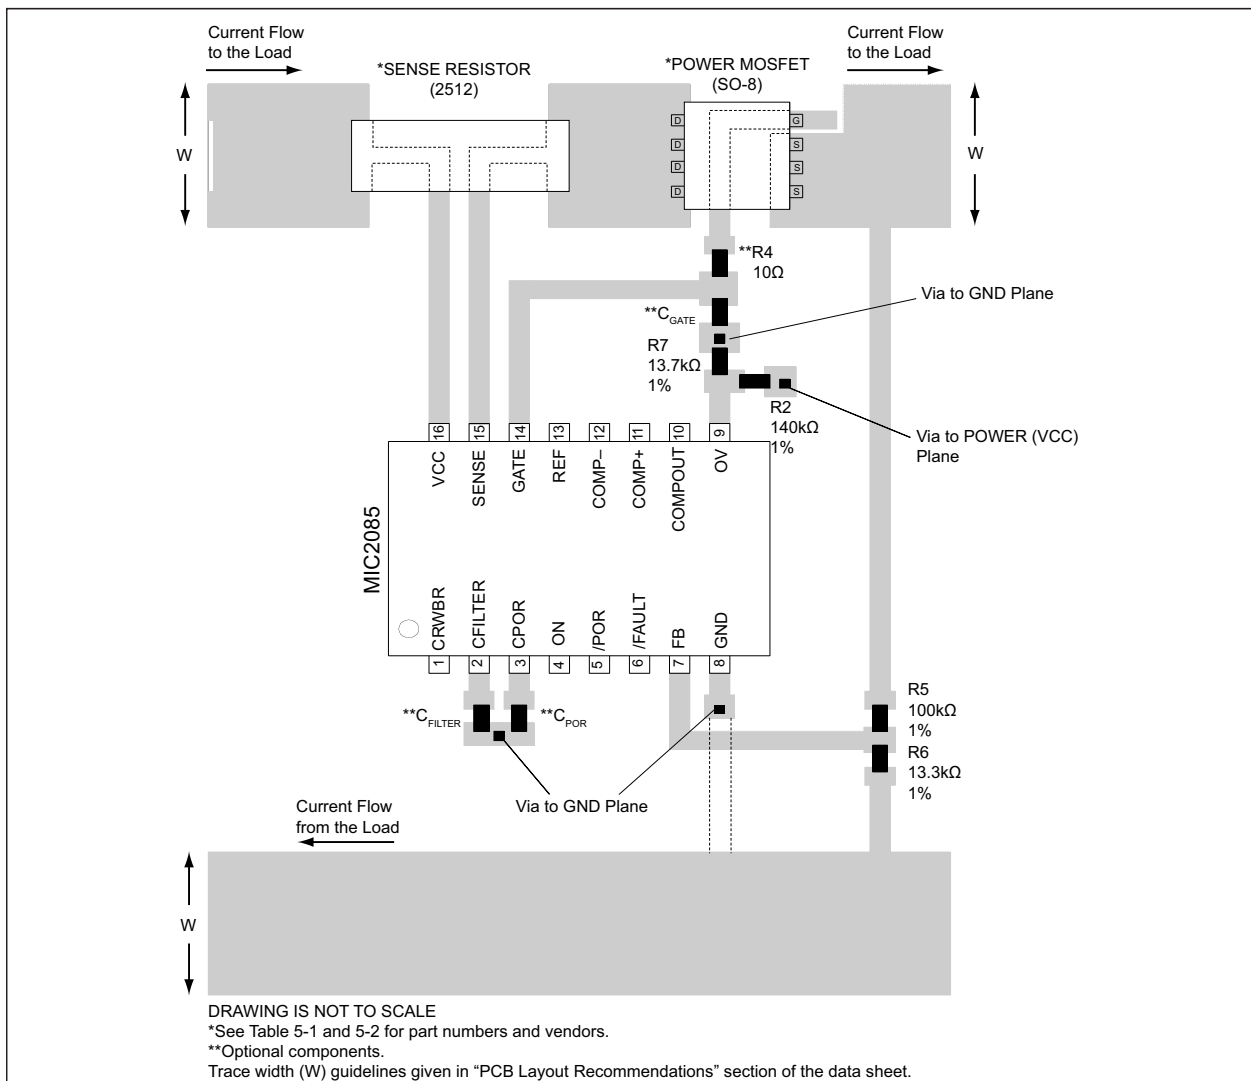 Current Flow
to the Load
*SENSE RESISTOR
(2512)
*POWER MOSFET
(SO-8)
Current Flow
to the Load
W
W
D
D
D
D
G
S
S
S
**R4
10Ω
Via to GND Plane
**CGATE
R7
13.7kΩ
1%
R2
140kΩ
1%
Via to POWER (VCC)
Plane
16
15
14
13
12
11
10
9
VCC
SENSE
GATE
REF
COMP–
COMP+
COMPOUT
OV
MIC2085
CRWBR
CFILTER
CPOR
ON
/POR
/FAULT
FB
GND
1
2
3
4
5
6
7
8
**CFILTER
**CPOR
R5
100kΩ
1%
R6
13.3kΩ
1%
Via to GND Plane
Current Flow
from the Load
W
DRAWING IS NOT TO SCALE
*See Table 5-1 and 5-2 for part numbers and vendors.
**Optional components.
Trace width (W) guidelines given in “PCB Layout Recommendations” section of the data sheet.